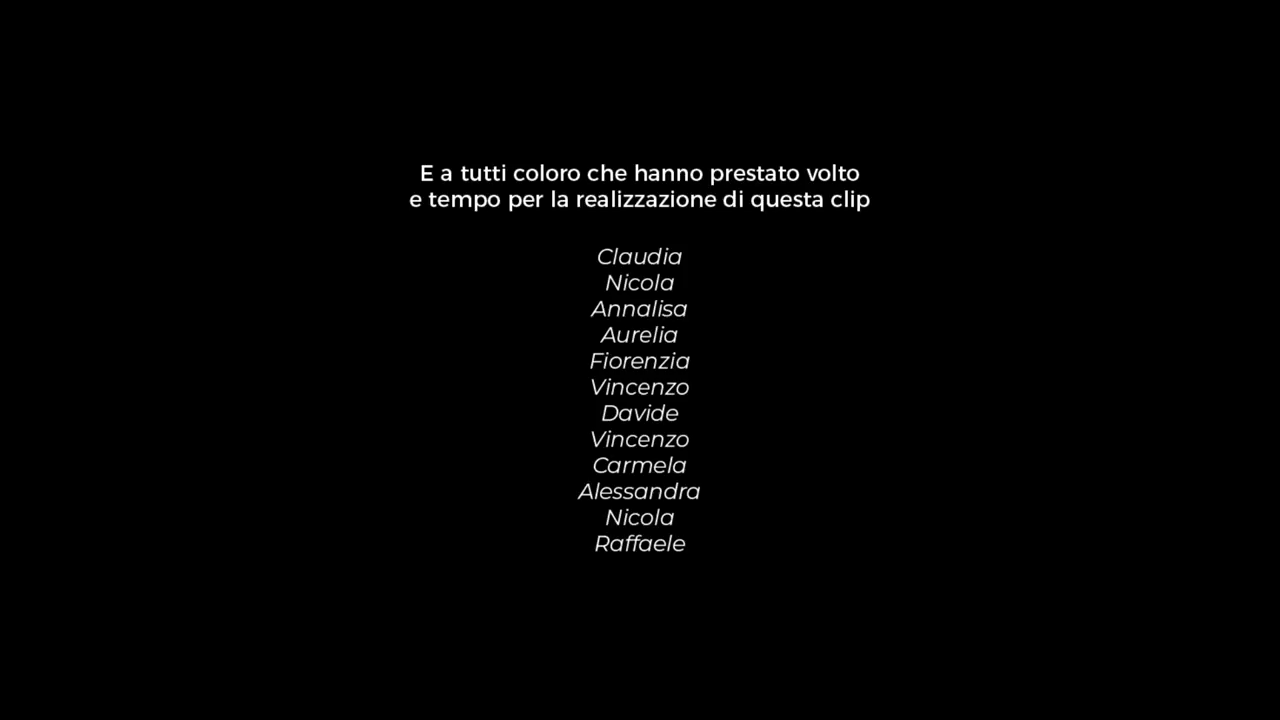 E a tutti coloro che hanno prestato volto
e tempo per la realizzazione di questa clip
Claudia
Nicola
Annalisa
Aurelia
Fiorenzia
Vincenzo
Davide
Vincenzo
Carmela
Alessandra
Nicola
Raffaele